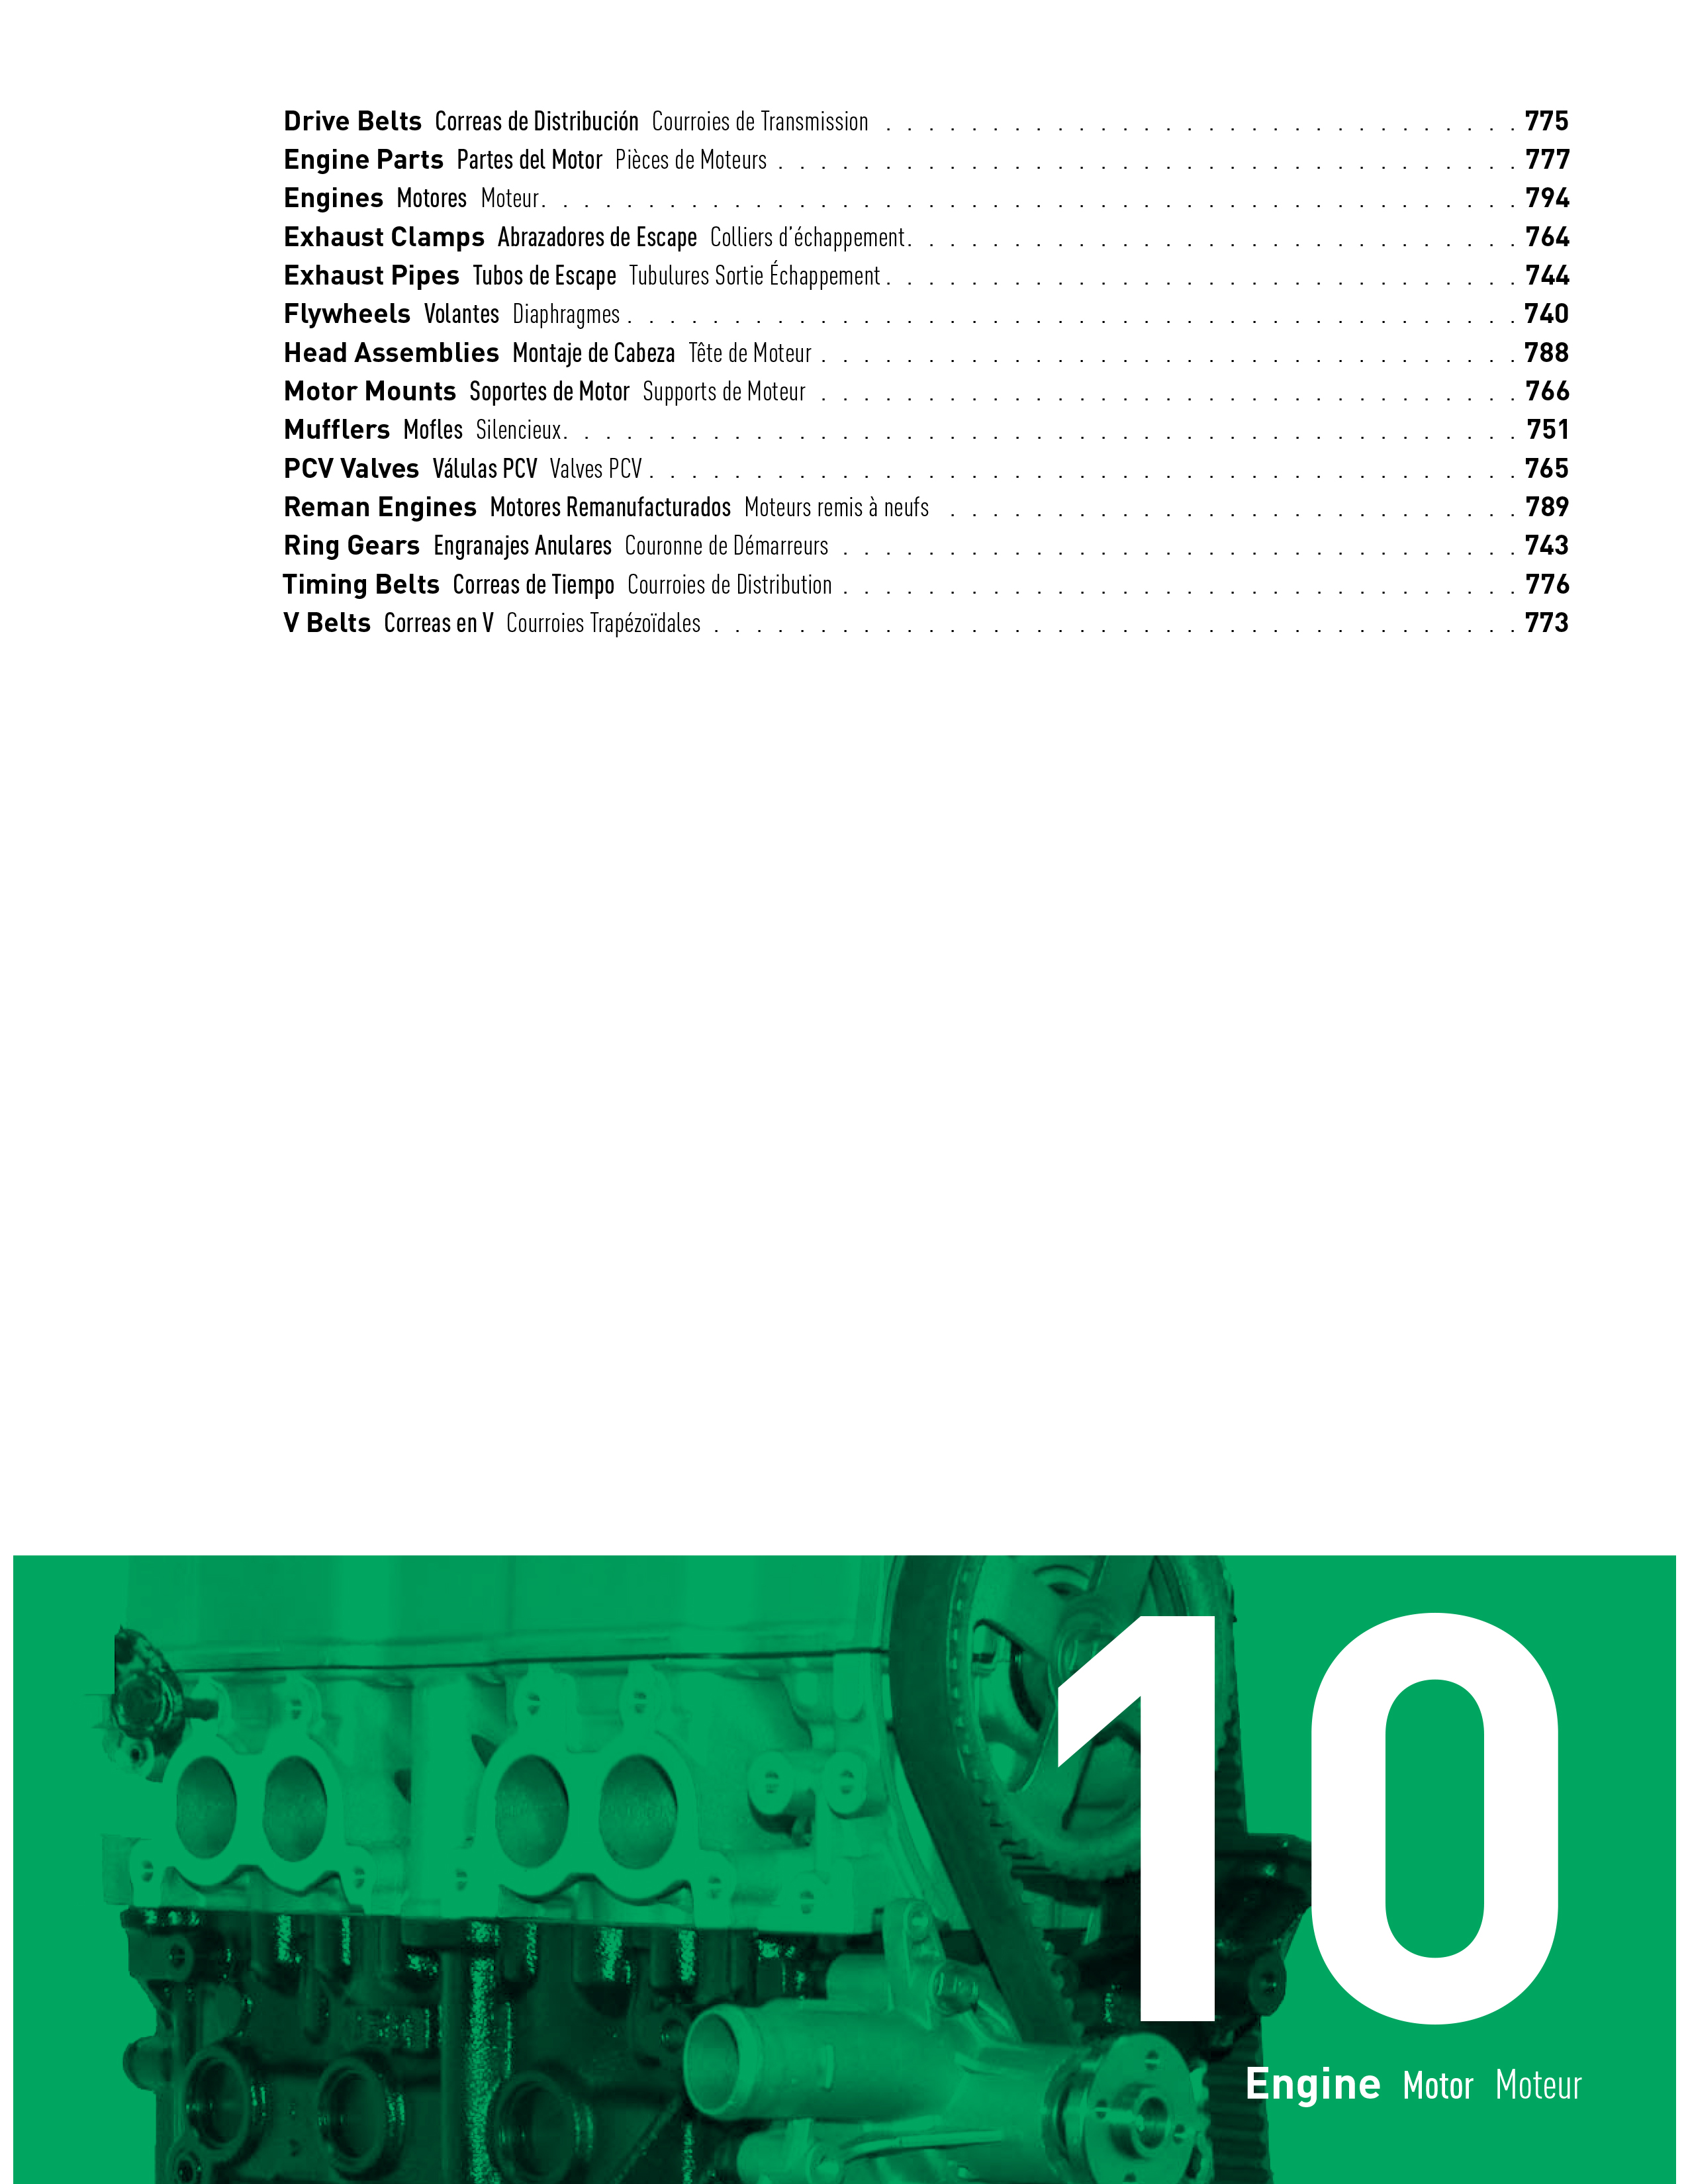 Drive Belts Correas de Distribución Courroies de Transmission . . . . . . . . . . . . . . . . . . . . . . . . . . . . . . 775
Engine Parts Partes del Motor Pièces de Moteurs . . . . . . . . . . . . . . . . . . . . . . . . . . . . . . . . . . . 777
Engines Motores Moteur. . . . . . . . . . . . . . . . . . . . . . . . . . . . . . . . . . . . . . . . . . . . . . 794
Exhaust Clamps Abrazadores de Escape Colliers d'échappement. . . . . . . . . . . . . . . . . . . . . . . . . . . . . 764
Exhaust Pipes Tubos de Escape Tubulures Sortie Échappement . . . . . . . . . . . . . . . . . . . . . . . . . . . . . . 744
Flywheels Volantes Diaphragmes . . . . . . . . . . . . . . . . . . . . . . . . . . . . . . . . . . . . . . . . . . 740
Head Assemblies Montaje de Cabeza Tête de Moteur . . . . . . . . . . . . . . . . . . . . . . . . . . . . . . . . . 788
Motor Mounts Soportes de Motor Supports de Moteur . . . . . . . . . . . . . . . . . . . . . . . . . . . . . . . . . 766
Mufflers Mofles Silencieux. . . . . . . . . . . . . . . . . . . . . . . . . . . . . . . . . . . . . . . . . . . . . 751
PCV Valves Válulas PCV Valves PCV . . . . . . . . . . . . . . . . . . . . . . . . . . . . . . . . . . . . . . . . . 765
Reman Engines Motores Remanufacturados Moteurs remis à neufs . . . . . . . . . . . . . . . . . . . . . . . . . . . 789
Ring Gears Engranajes Anulares Couronne de Démarreurs . . . . . . . . . . . . . . . . . . . . . . . . . . . . . . . . 743
Timing Belts Correas de Tiempo Courroies de Distribution . . . . . . . . . . . . . . . . . . . . . . . . . . . . . . . . 776
V Belts Correas en V Courroies Trapézoïdales . . . . . . . . . . . . . . . . . . . . . . . . . . . . . . . . . . . . . . 773
10
Engine Motor Moteur